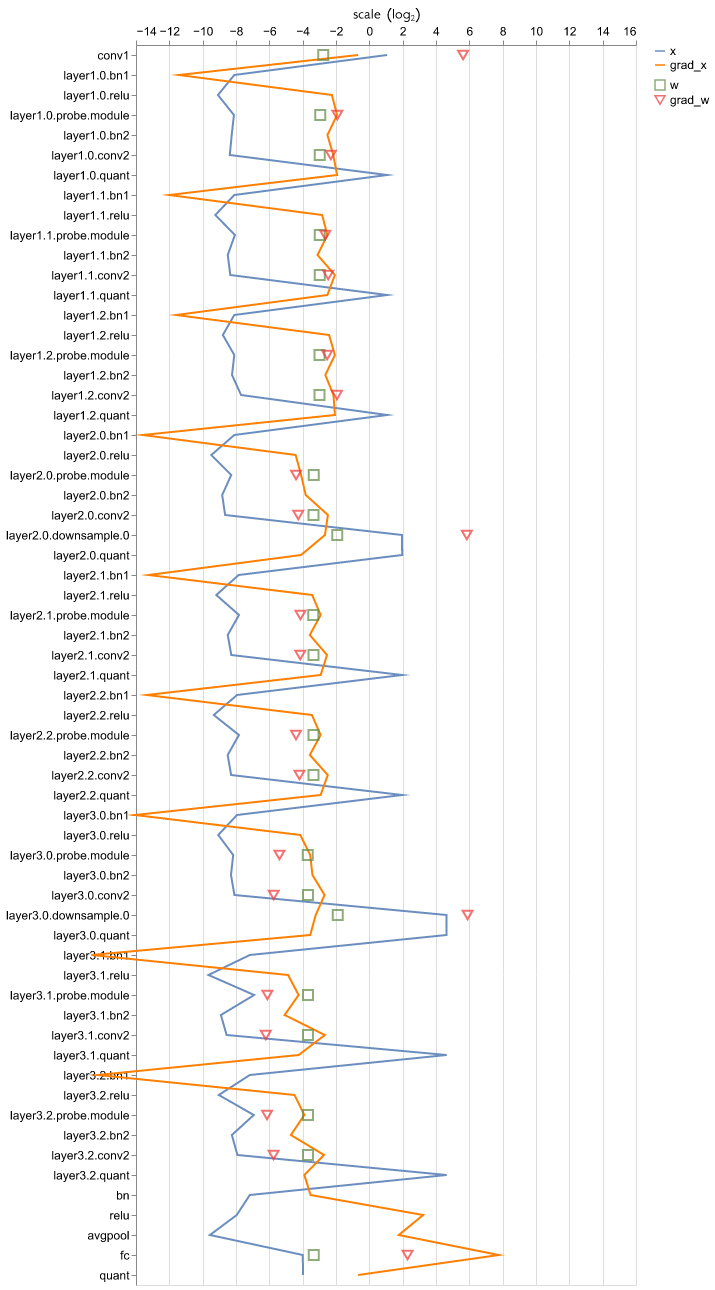 scale (log₂)
−14 −12 −10 −8 −6 −4 −2 0 2 4 6 8 10 12 14 16
x
grad_x
w
grad_w
conv1
layer1.0.bn1
layer1.0.relu
layer1.0.probe.module
layer1.0.bn2
layer1.0.conv2
layer1.0.quant
layer1.1.bn1
layer1.1.relu
layer1.1.probe.module
layer1.1.bn2
layer1.1.conv2
layer1.1.quant
layer1.2.bn1
layer1.2.relu
layer1.2.probe.module
layer1.2.bn2
layer1.2.conv2
layer1.2.quant
layer2.0.bn1
layer2.0.relu
layer2.0.probe.module
layer2.0.bn2
layer2.0.conv2
layer2.0.downsample.0
layer2.0.quant
layer2.1.bn1
layer2.1.relu
layer2.1.probe.module
layer2.1.bn2
layer2.1.conv2
layer2.1.quant
layer2.2.bn1
layer2.2.relu
layer2.2.probe.module
layer2.2.bn2
layer2.2.conv2
layer2.2.quant
layer3.0.bn1
layer3.0.relu
layer3.0.probe.module
layer3.0.bn2
layer3.0.conv2
layer3.0.downsample.0
layer3.0.quant
layer3.1.bn1
layer3.1.relu
layer3.1.probe.module
layer3.1.bn2
layer3.1.conv2
layer3.1.quant
layer3.2.bn1
layer3.2.relu
layer3.2.probe.module
layer3.2.bn2
layer3.2.conv2
layer3.2.quant
bn
relu
avgpool
fc
quant